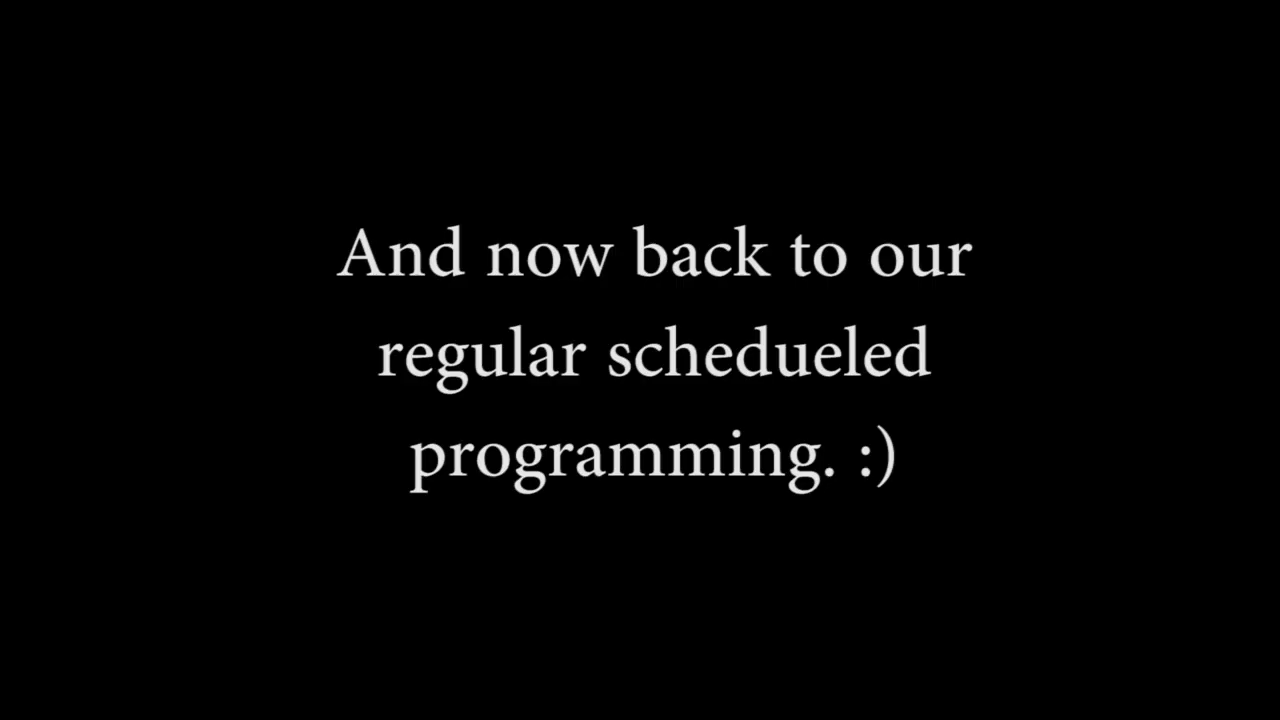 And now back to our
regular schedueled
programming. :)